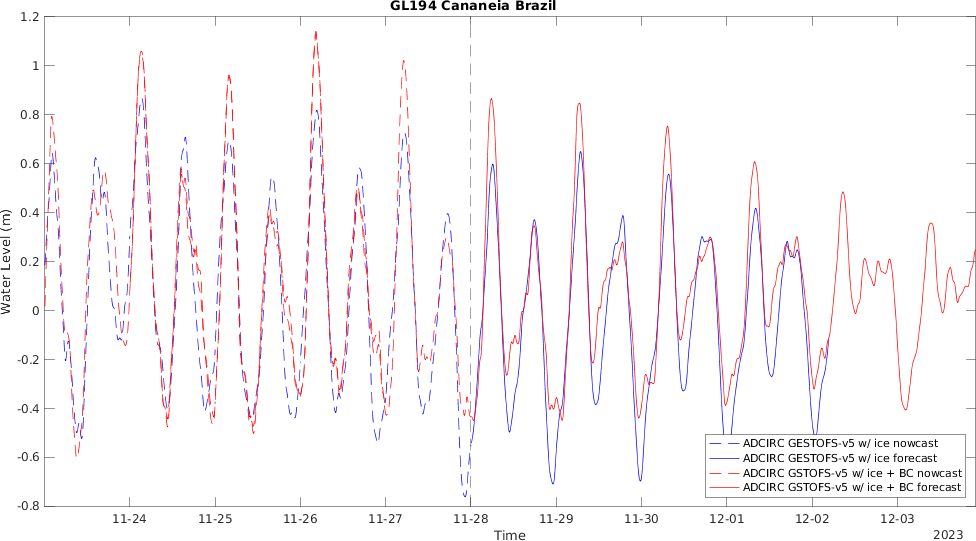 GL194 Cananeia Brazil
1.2
1
0.8
0.6
0.4
0.2
0
-0.2
-0.4
-0.6
-0.8
Water Level (m)
ADCIRC GESTOFS-v5 w/ ice nowcast
ADCIRC GESTOFS-v5 w/ ice forecast
ADCIRC GSTOFS-v5 w/ ice + BC nowcast
ADCIRC GSTOFS-v5 w/ ice + BC forecast
11-24 11-25 11-26 11-27 11-28 11-29 11-30 12-01 12-02 12-03
Time
2023